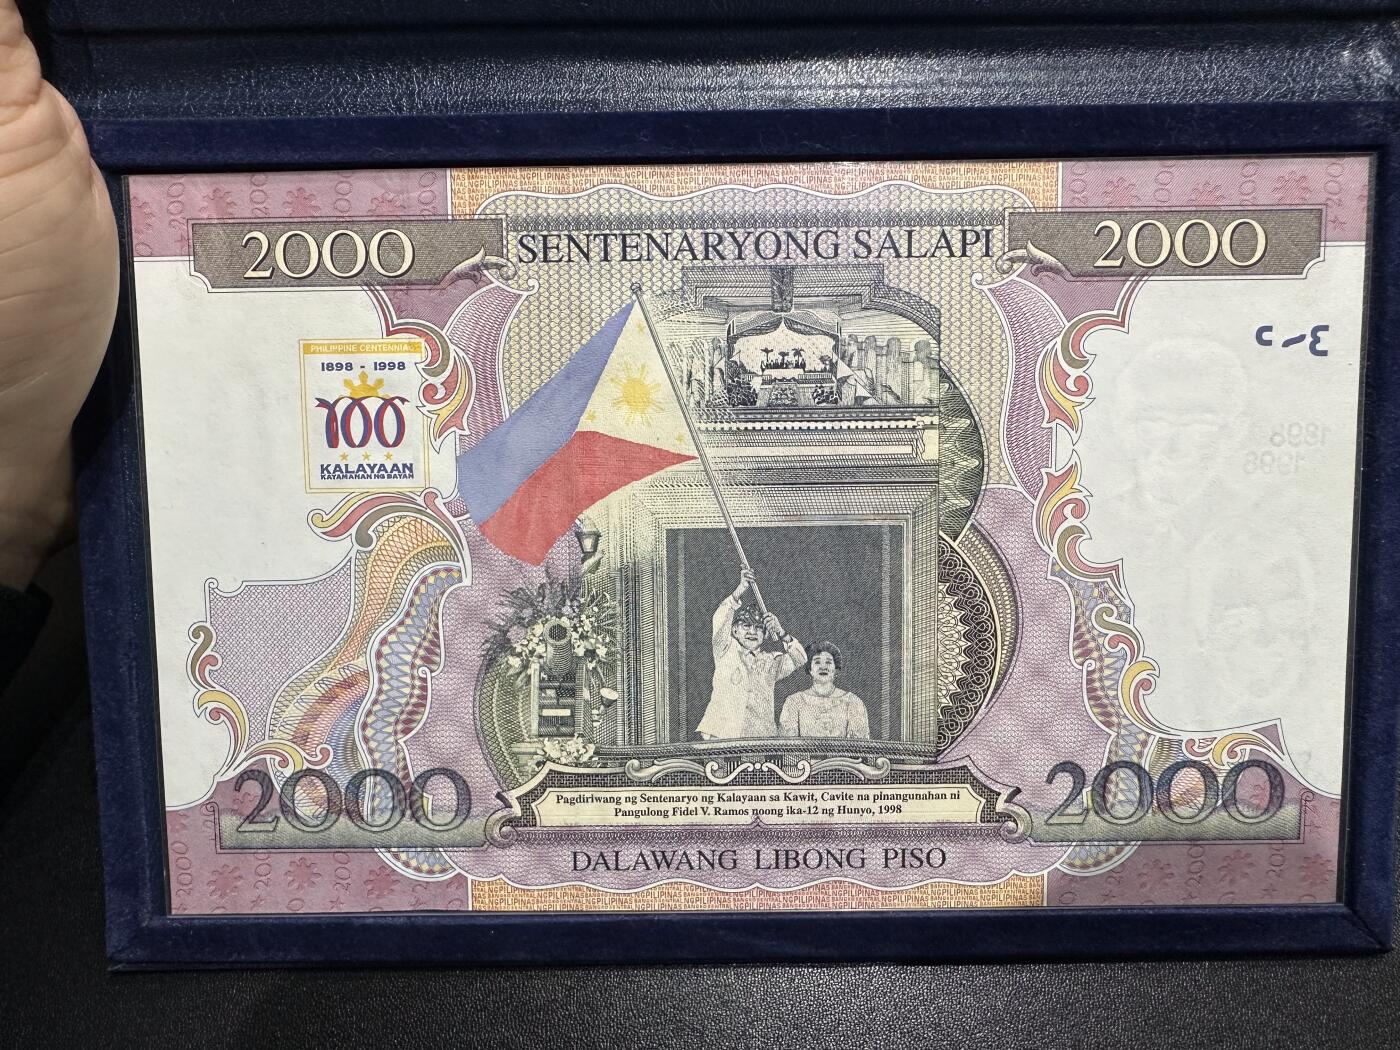 2000
SENTENARYONG SALAPI
2000
PHILIPPINE CENTENNIAL
1898 - 1998
100
KALAYAAN
KAYAMANAN NG BAYAN
1898
1998
2000
Pagdiriwang ng Sentenaryo ng Kalayaan sa Kawit, Cavite na pinangunahan ni
Pangulong Fidel V. Ramos noong ika-12 ng Hunyo, 1998
2000
DALAWANG LIBONG PISO